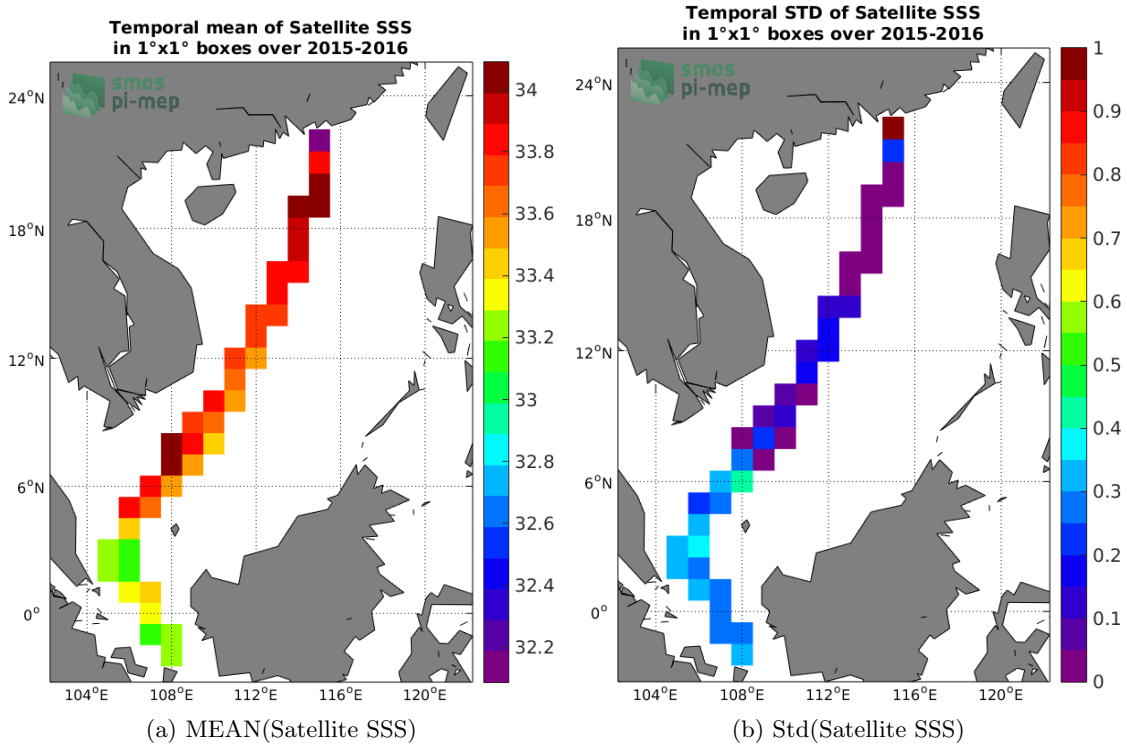 Temporal mean of Satellite SSS
in 1°x1° boxes over 2015-2016
smos
pi-mep
24°N
18°N
12°N
6°N
0°
104°E
108°E
112°E
116°E
120°E
34
33.8
33.6
33.4
33.2
33
32.8
32.6
32.4
32.2
(a) MEAN(Satellite SSS)
Temporal STD of Satellite SSS
in 1°x1° boxes over 2015-2016
smos
pi-mep
24°N
18°N
12°N
6°N
0°
104°E
108°E
112°E
116°E
120°E
1
0.9
0.8
0.7
0.6
0.5
0.4
0.3
0.2
0.1
0
(b) Std(Satellite SSS)